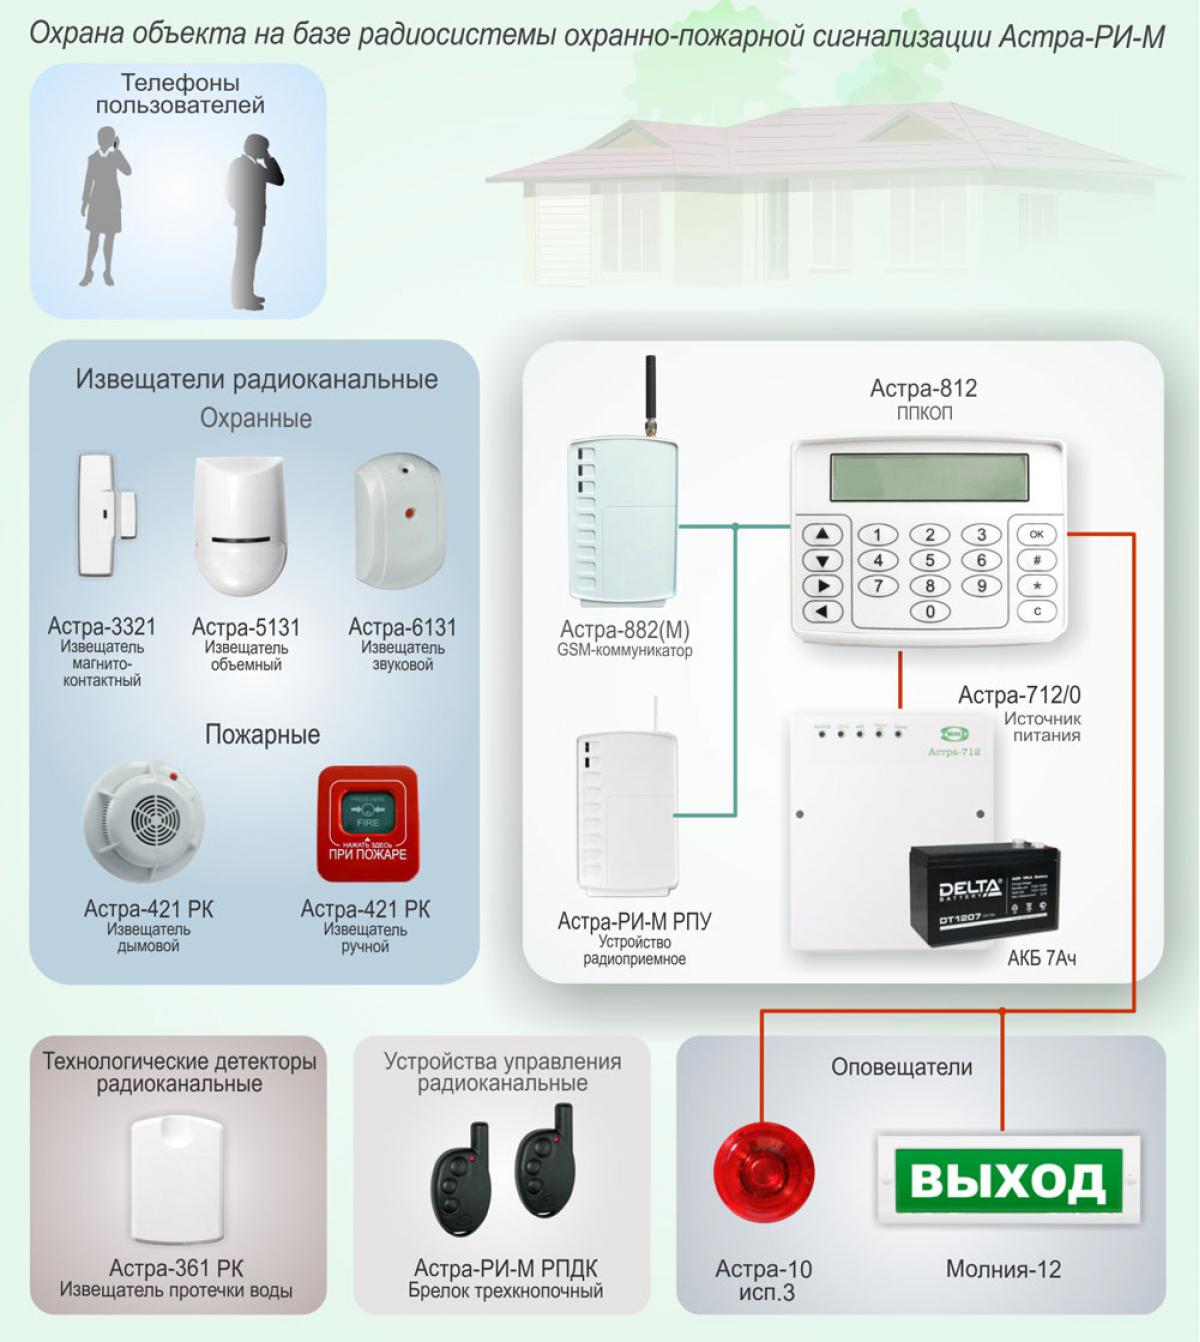 Охрана объекта на базе радиосистемы охранно-пожарной сигнализации Астра-РИ-М
Телефоны
пользователей
Извещатели радиоканальные
Охранные
Астра-3321
Извещатель
магнито-
контактный
Астра-5131
Извещатель
объемный
Астра-6131
Извещатель
звуковой
Пожарные
PRESS HERE
FIRE
НАЖАТЬ ЗДЕСЬ
ПРИ ПОЖАРЕ
Астра-421 РК
Извещатель
дымовой
Астра-421 РК
Извещатель
ручной
Астра-812
ППКОП
1 2 3 OK
4 5 6 #
7 8 9 *
0 C
Астра-882(М)
GSM-коммуникатор
Астра-712/0
Источник
питания
Астра-712
DELTA
BATTERY
DT 1207
АКБ 7Ач
Астра-РИ-М РПУ
Устройство
радиоприемное
Технологические детекторы
радиоканальные
Астра-361 РК
Извещатель протечки воды
Устройства управления
радиоканальные
Астра-РИ-М РПДК
Брелок трехкнопочный
Оповещатели
ВЫХОД
Астра-10
исп.3
Молния-12